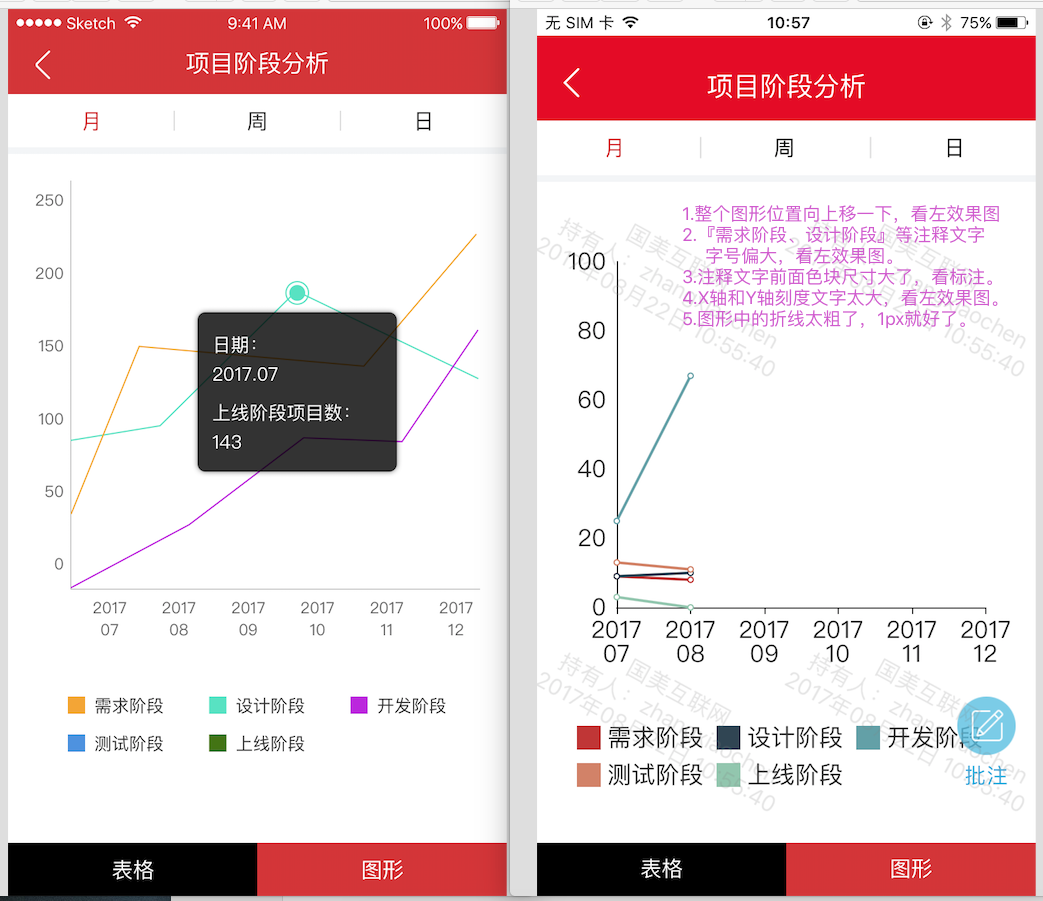 Sketch 9:41 AM 100%
项目阶段分析
月 周 日
250
200
150
100
50
0
日期：
2017.07
上线阶段项目数：
143
2017 2017 2017 2017 2017 2017
07 08 09 10 11 12
需求阶段 设计阶段 开发阶段
测试阶段 上线阶段
表格 图形
无 SIM 卡 10:57 75%
项目阶段分析
月 周 日
1.整个图形位置向上移一下，看左效果图
2.『需求阶段、设计阶段』等注释文字
字号偏大，看左效果图。
3.注释文字前面色块尺寸大了，看标注。
4.X轴和Y轴刻度文字太大，看左效果图。
5.图形中的折线太粗了，1px就好了。
100
80
60
40
20
0
2017 2017 2017 2017 2017 2017
07 08 09 10 11 12
需求阶段 设计阶段 开发阶段
测试阶段 上线阶段
批注
国美互联网
持有人：
2017年08月22日 10:55:40
表格 图形